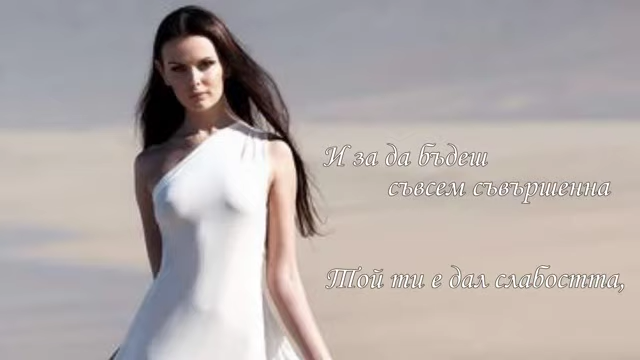 И за да бъдеш
съвсем съвършенна
Той ти е дал слабостта,